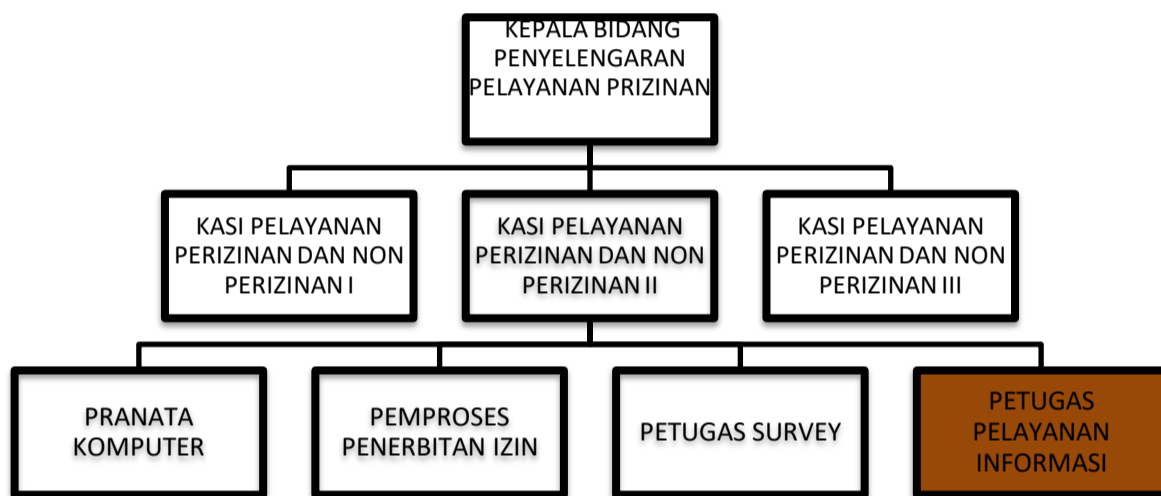 KEPALA BIDANG
PENYELENGARAN
PELAYANAN PRIZINAN
KASI PELAYANAN
PERIZINAN DAN NON
PERIZINAN I
KASI PELAYANAN
PERIZINAN DAN NON
PERIZINAN II
KASI PELAYANAN
PERIZINAN DAN NON
PERIZINAN III
PRANATA
KOMPUTER
PEMPROSES
PENERBITAN IZIN
PETUGAS SURVEY
PETUGAS
PELAYANAN
INFORMASI